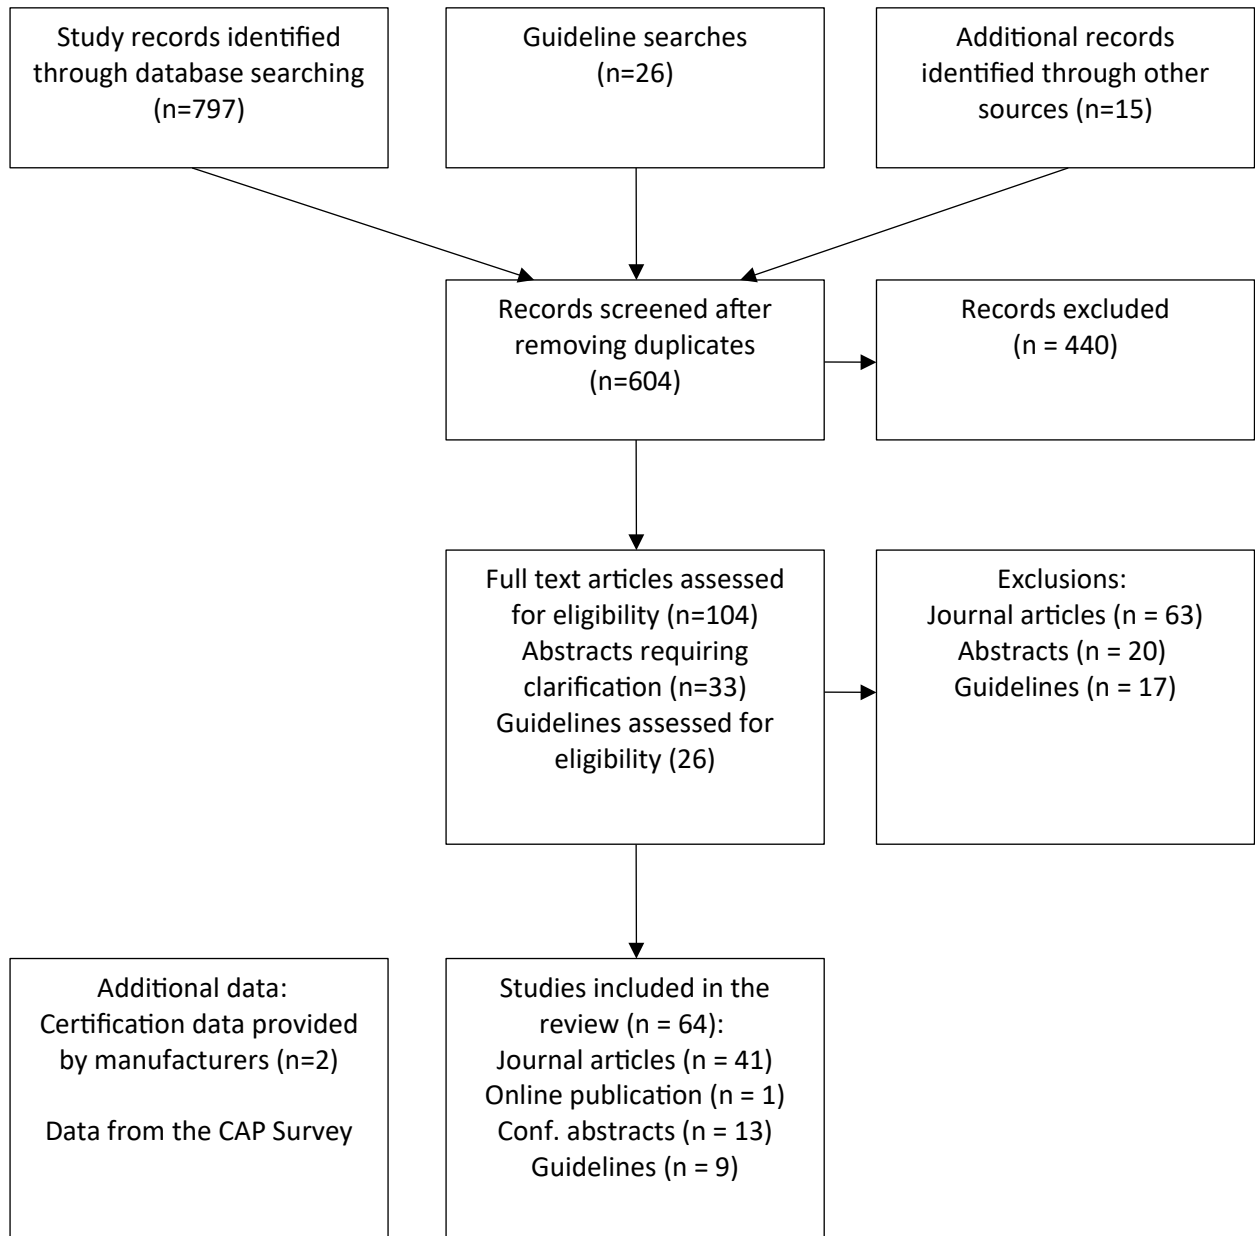 Study records identified
through database searching
(n=797)
Guideline searches
(n=26)
Additional records
identified through other
sources (n=15)
Records screened after
removing duplicates
(n=604)
Records excluded
(n = 440)
Full text articles assessed
for eligibility (n=104)
Abstracts requiring
clarification (n=33)
Guidelines assessed for
eligibility (26)
Exclusions:
Journal articles (n = 63)
Abstracts (n = 20)
Guidelines (n = 17)
Additional data:
Certification data provided
by manufacturers (n=2)
Data from the CAP Survey
Studies included in the
review (n = 64):
Journal articles (n = 41)
Online publication (n = 1)
Conf. abstracts (n = 13)
Guidelines (n = 9)